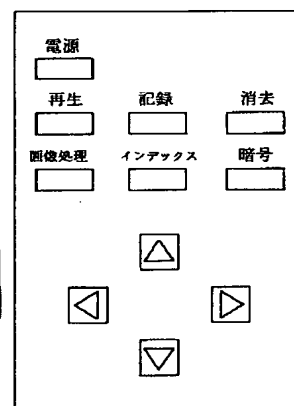 電源
再生 記録 消去
画像処理 インデックス 暗号